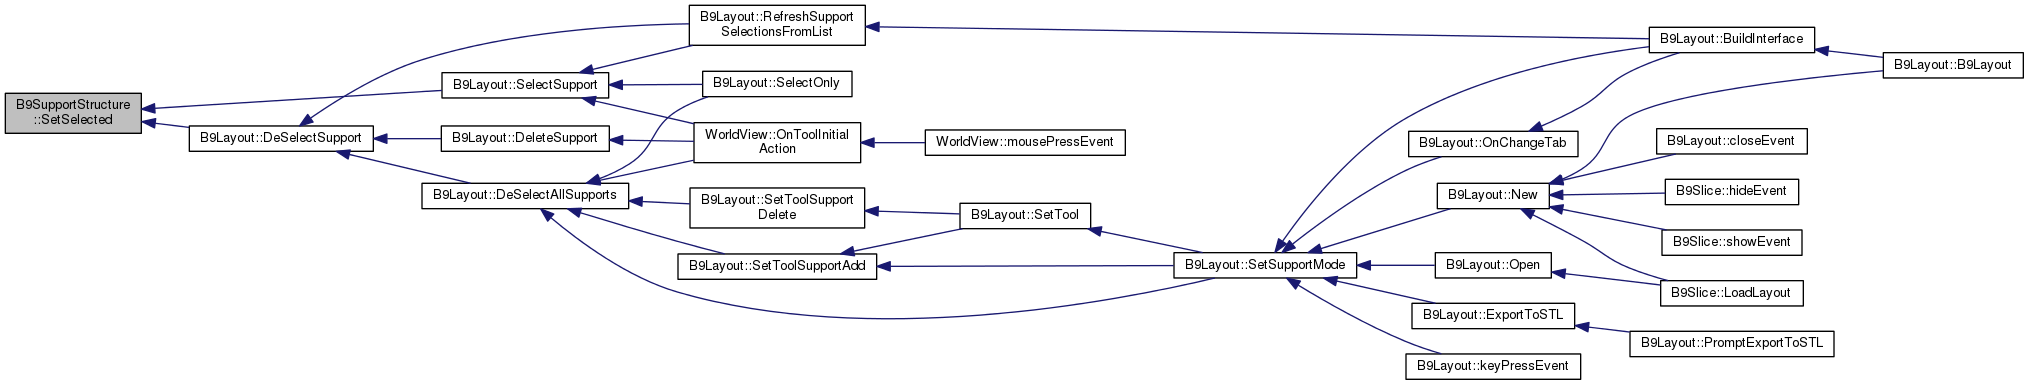 B9SupportStructure
::SetSelected
B9Layout::DeSelectSupport
B9Layout::SelectSupport
B9Layout::DeleteSupport
B9Layout::DeSelectAllSupports
B9Layout::RefreshSupport
SelectionsFromList
B9Layout::SelectOnly
WorldView::OnToolInitial
Action
B9Layout::SetToolSupport
Delete
B9Layout::SetToolSupportAdd
WorldView::mousePressEvent
B9Layout::SetTool
B9Layout::SetSupportMode
B9Layout::BuildInterface
B9Layout::OnChangeTab
B9Layout::New
B9Layout::Open
B9Layout::ExportToSTL
B9Layout::keyPressEvent
B9Layout::B9Layout
B9Layout::closeEvent
B9Slice::hideEvent
B9Slice::showEvent
B9Slice::LoadLayout
B9Layout::PromptExportToSTL